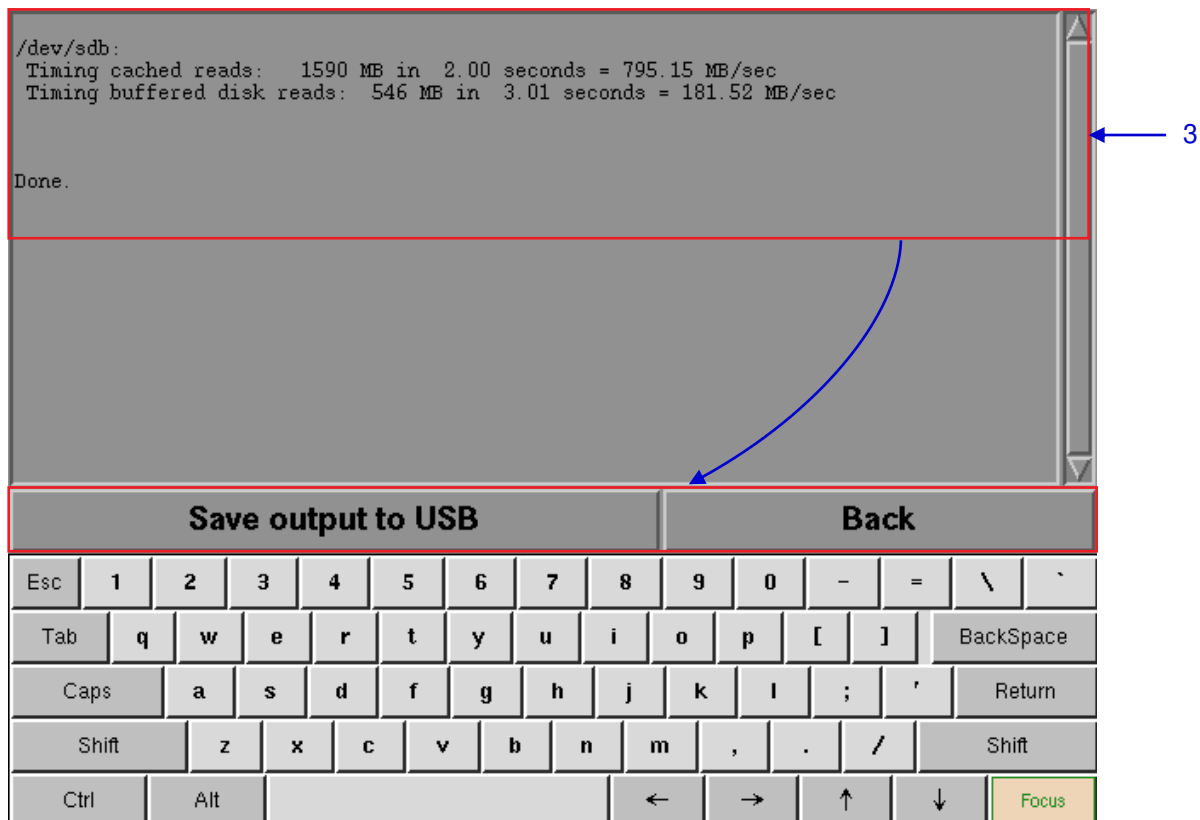 /dev/sdb:
Timing cached reads:   1590 MB in  2.00 seconds = 795.15 MB/sec
Timing buffered disk reads:  546 MB in  3.01 seconds = 181.52 MB/sec
3
Done.
Save output to USB Back
Esc 1 2 3 4 5 6 7 8 9 0 - = \ `
Tab q w e r t y u i o p [ ] BackSpace
Caps a s d f g h j k l ; ' Return
Shift z x c v b n m , . / Shift
Ctrl Alt ← → ↑ ↓ Focus